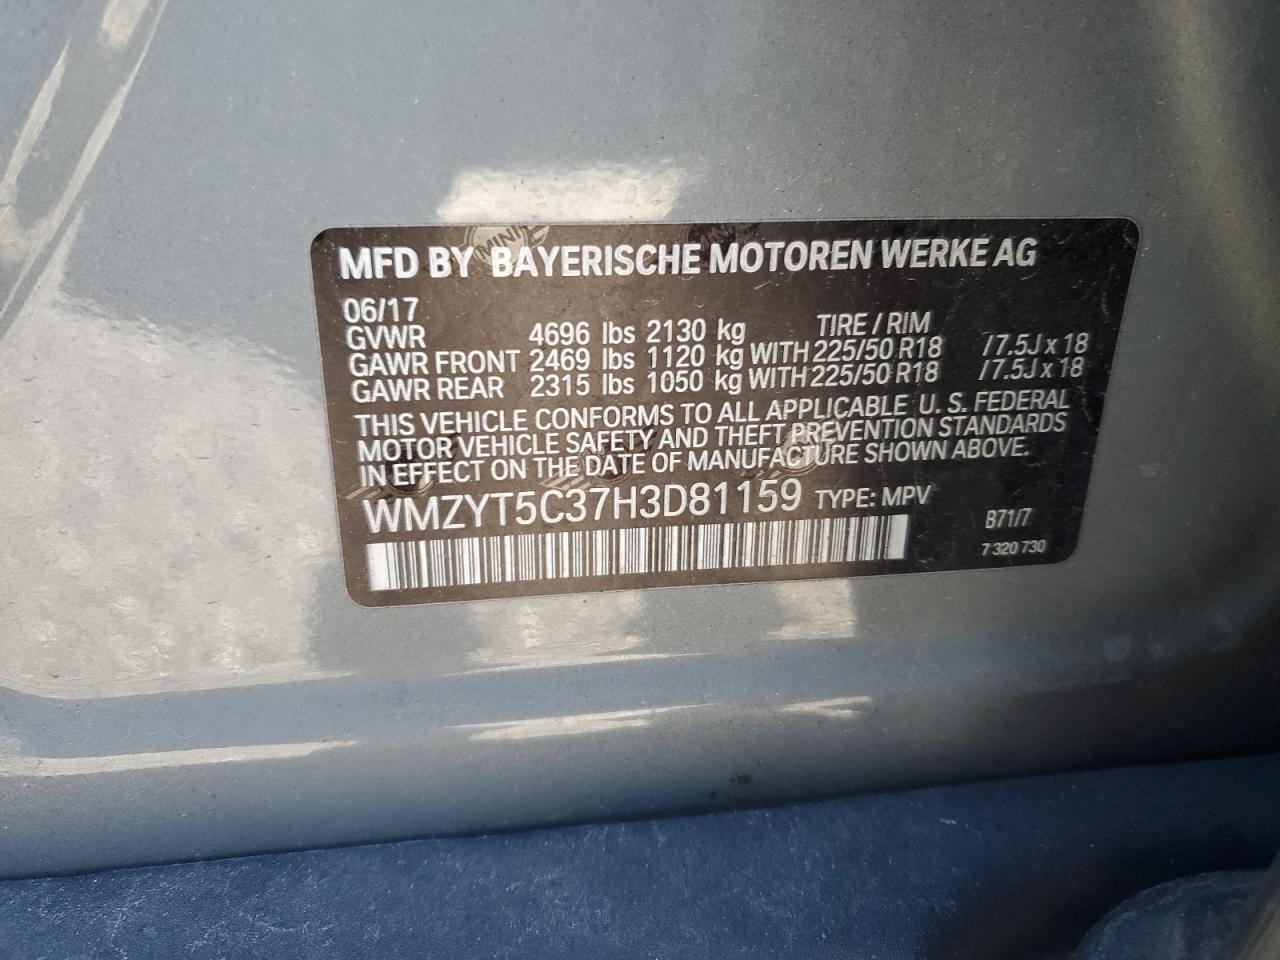 MFD BY BAYERISCHE MOTOREN WERKE AG
06/17
GVWR 4696 lbs 2130 kg TIRE / RIM
GAWR FRONT 2469 lbs 1120 kg WITH 225/50 R18 / 7.5J x 18
GAWR REAR 2315 lbs 1050 kg WITH 225/50 R18 / 7.5J x 18
THIS VEHICLE CONFORMS TO ALL APPLICABLE U. S. FEDERAL
MOTOR VEHICLE SAFETY AND THEFT PREVENTION STANDARDS
IN EFFECT ON THE DATE OF MANUFACTURE SHOWN ABOVE.
WMZYT5C37H3D81159 TYPE: MPV
B71/7
7 320 730
MINI